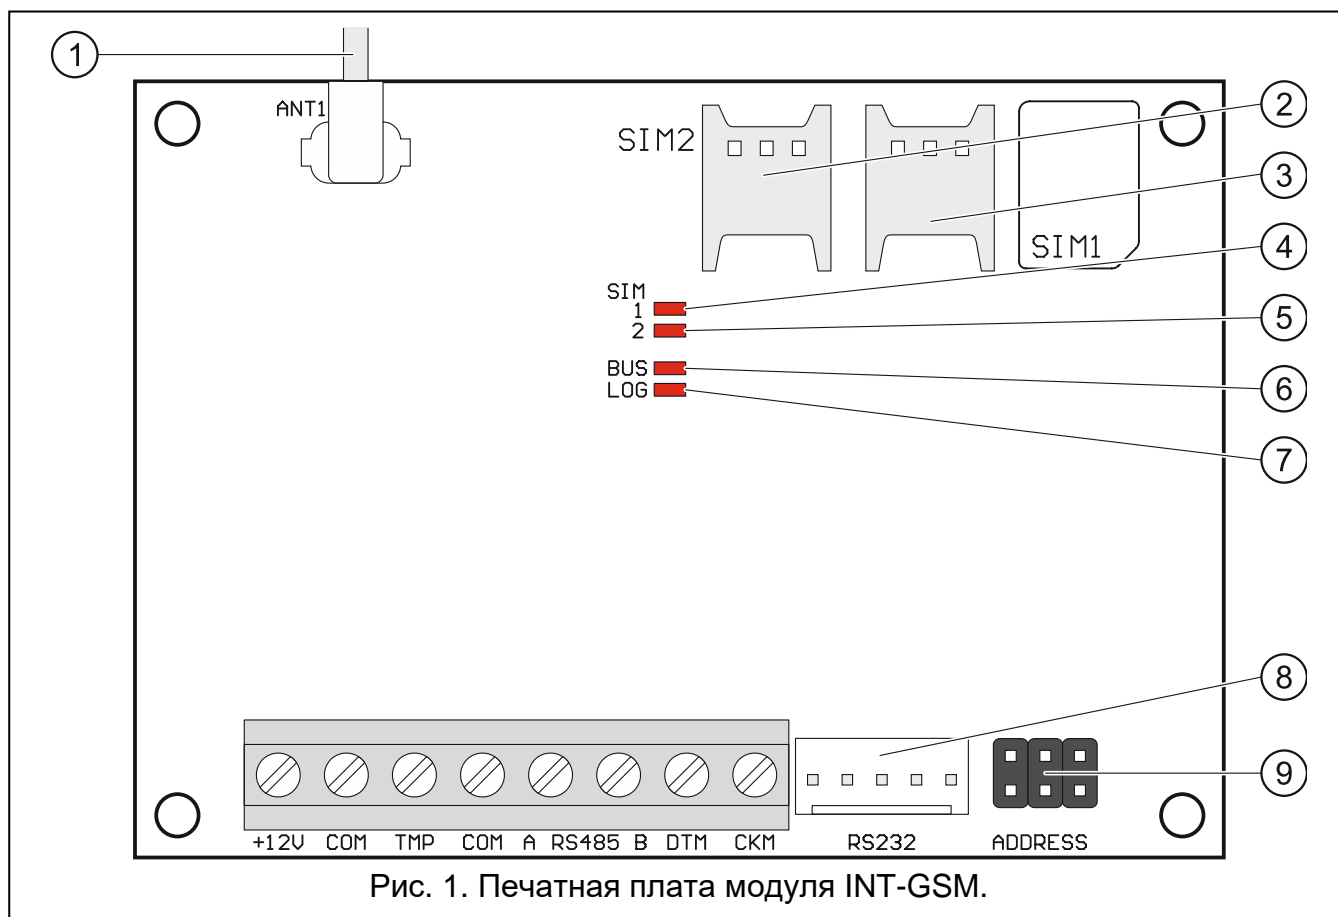 1
ANT1
2
SIM2
3
SIM1
4
SIM
1
2
5
BUS
LOG
6
7
8
9
+12V COM TMP COM A RS485 B DTM CKM RS232 ADDRESS
Рис. 1. Печатная плата модуля INT-GSM.